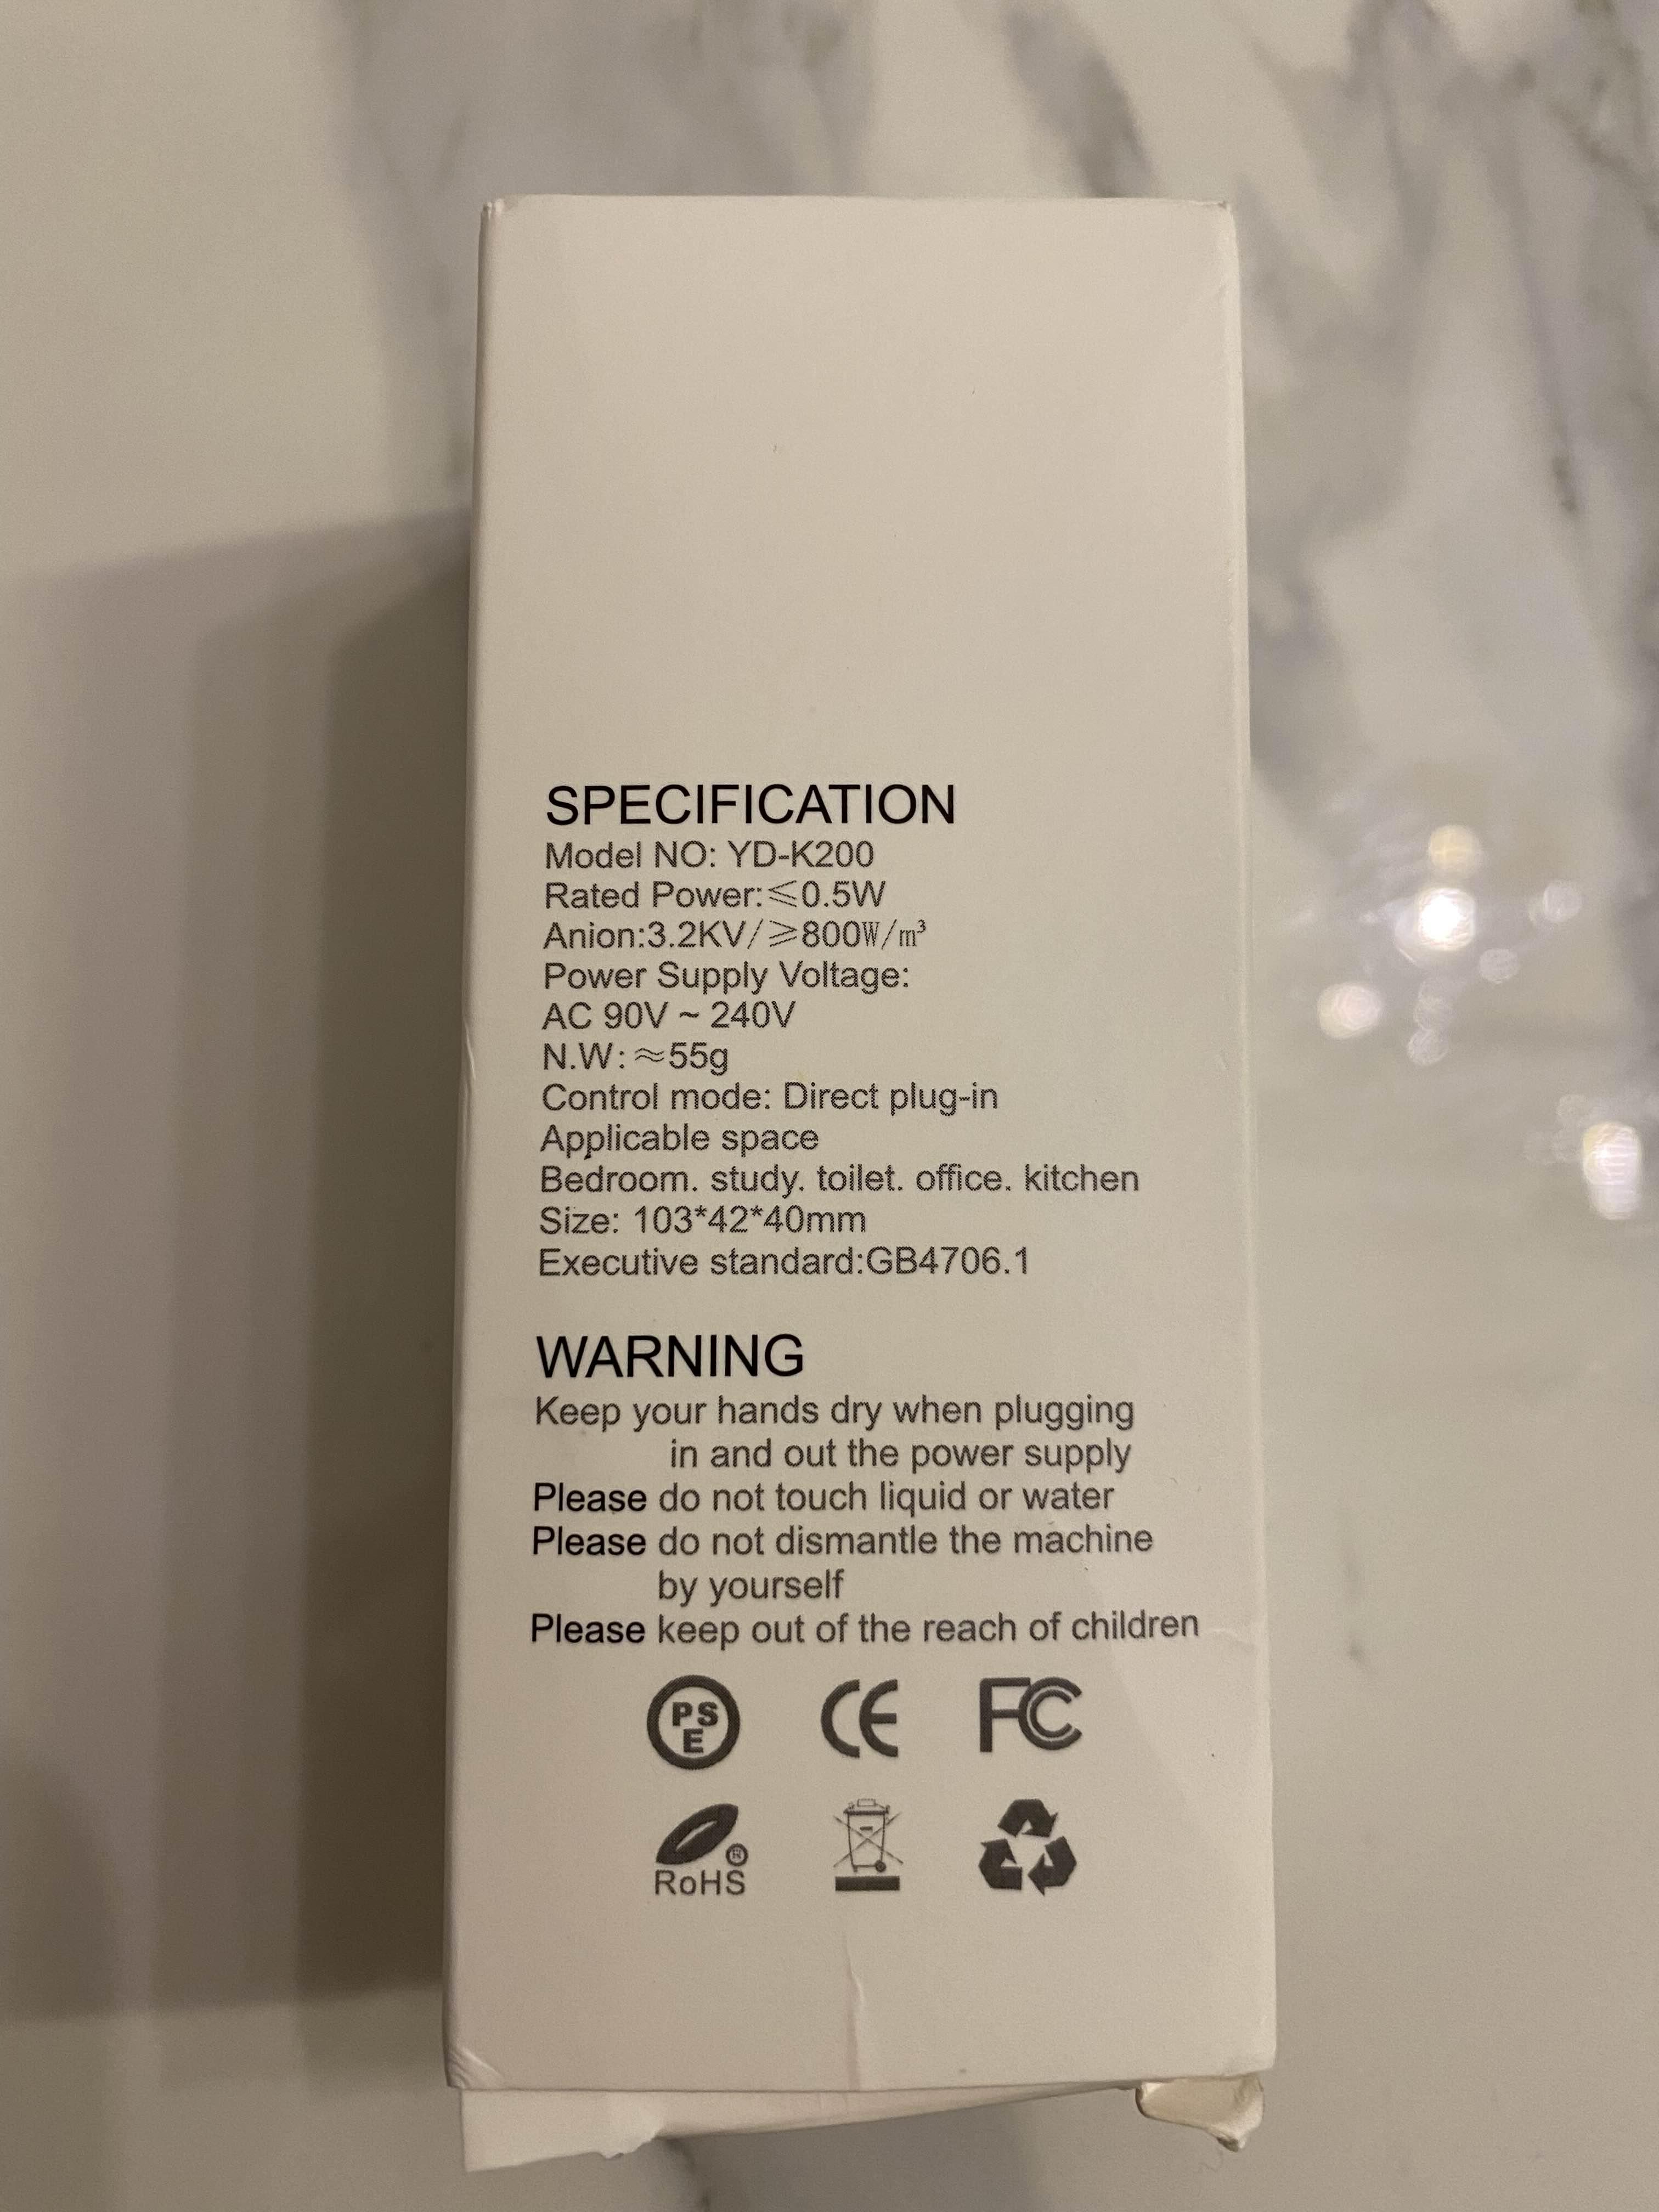 SPECIFICATION
Model NO: YD-K200
Rated Power:≤0.5W
Anion:3.2KV/≥800W/m³
Power Supply Voltage:
AC 90V ~ 240V
N.W:≈55g
Control mode: Direct plug-in
Applicable space
Bedroom. study. toilet. office. kitchen
Size: 103*42*40mm
Executive standard:GB4706.1
WARNING
Keep your hands dry when plugging
in and out the power supply
Please do not touch liquid or water
Please do not dismantle the machine
by yourself
Please keep out of the reach of children
PS
E
CE
FC
®
RoHS